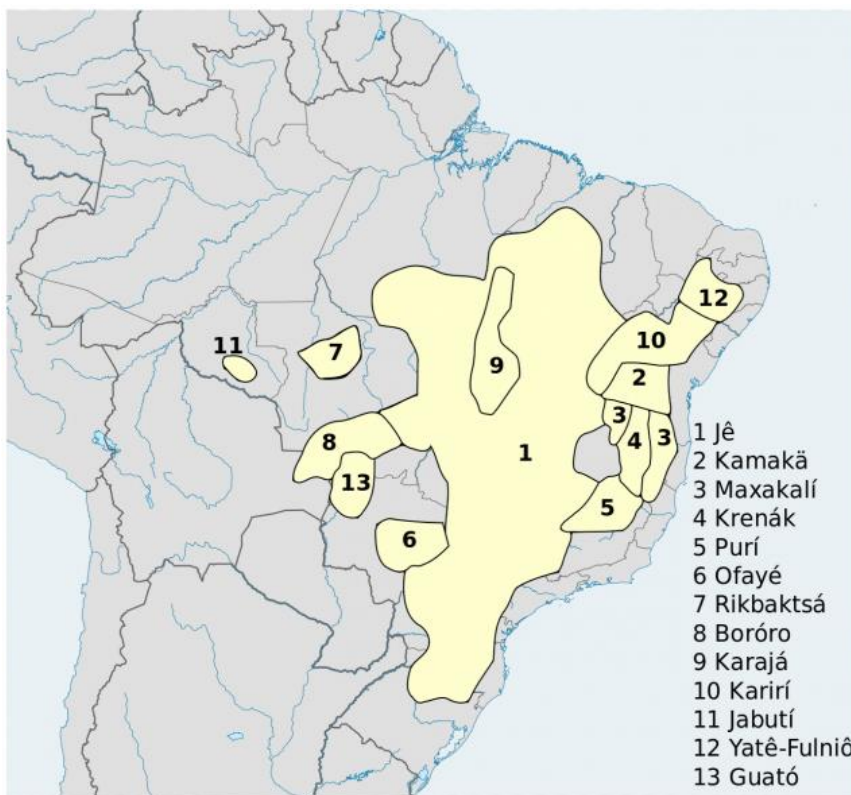 12
10
11
7
2
9
3
3
4
8
1
13
5
6
1 Jê
2 Kamakä
3 Maxakalí
4 Krenák
5 Purí
6 Ofayé
7 Rikbaktsá
8 Boróro
9 Karajá
10 Karirí
11 Jabutí
12 Yatê-Fulniô
13 Guató